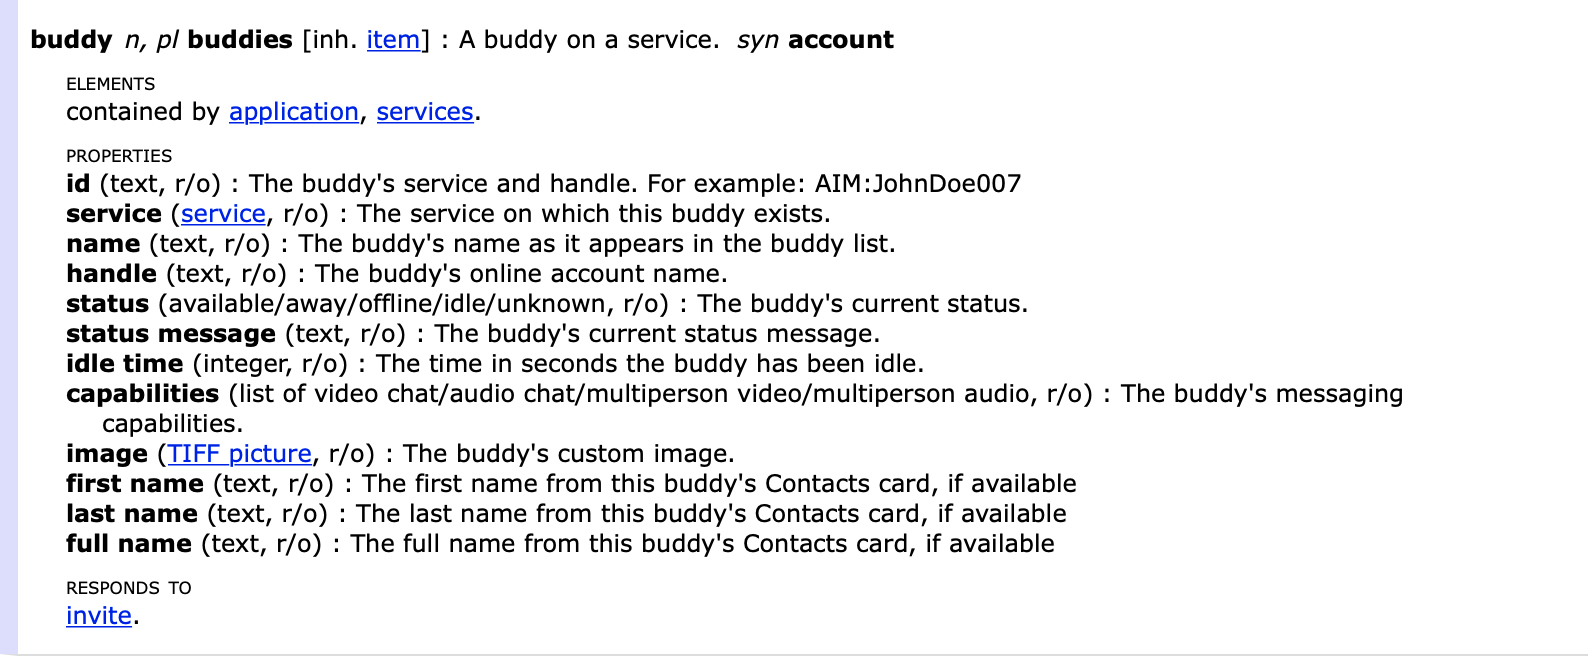 buddy n, pl buddies [inh. item] : A buddy on a service. syn account
ELEMENTS
contained by application, services.
PROPERTIES
id (text, r/o) : The buddy's service and handle. For example: AIM:JohnDoe007
service (service, r/o) : The service on which this buddy exists.
name (text, r/o) : The buddy's name as it appears in the buddy list.
handle (text, r/o) : The buddy's online account name.
status (available/away/offline/idle/unknown, r/o) : The buddy's current status.
status message (text, r/o) : The buddy's current status message.
idle time (integer, r/o) : The time in seconds the buddy has been idle.
capabilities (list of video chat/audio chat/multiperson video/multiperson audio, r/o) : The buddy's messaging
capabilities.
image (TIFF picture, r/o) : The buddy's custom image.
first name (text, r/o) : The first name from this buddy's Contacts card, if available
last name (text, r/o) : The last name from this buddy's Contacts card, if available
full name (text, r/o) : The full name from this buddy's Contacts card, if available
RESPONDS TO
invite.